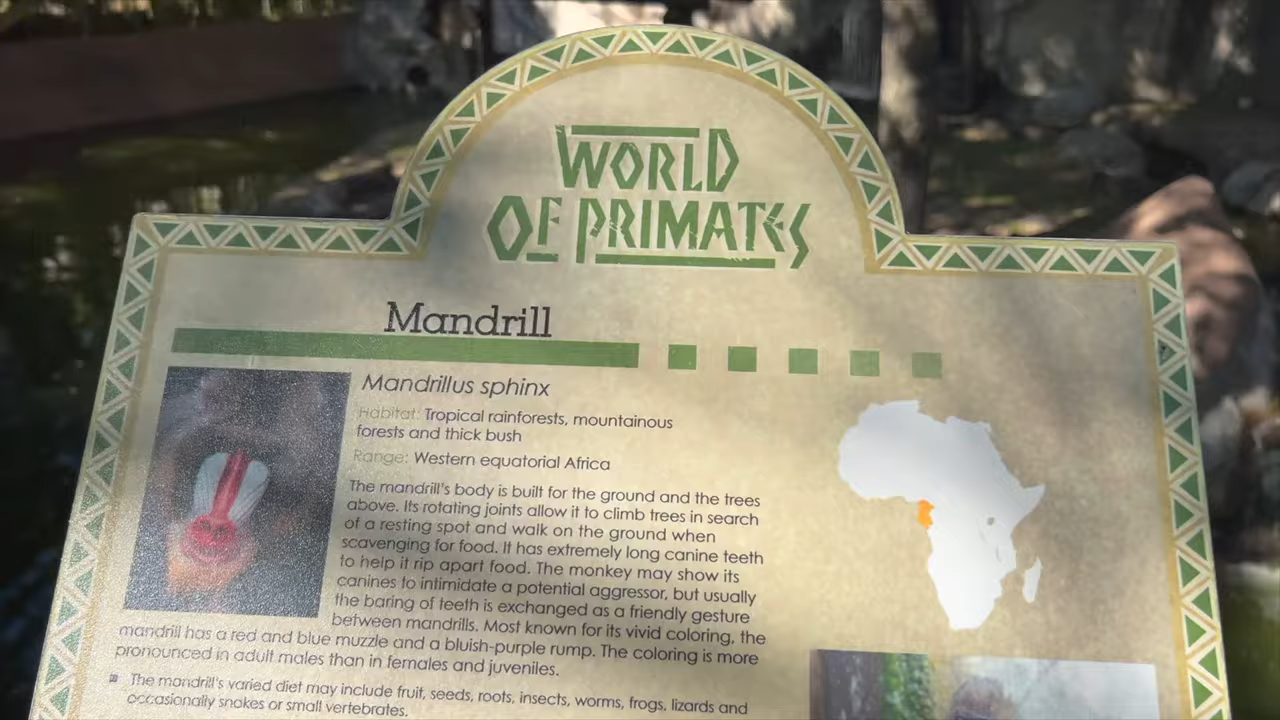 WORLD
OF PRIMATES
Mandrill
Mandrillus sphinx
Habitat: Tropical rainforests, mountainous
forests and thick bush
Range: Western equatorial Africa
The mandrill's body is built for the ground and the trees
above. Its rotating joints allow it to climb trees in search
of a resting spot and walk on the ground when
scavenging for food. It has extremely long canine teeth
to help it rip apart food. The monkey may show its
canines to intimidate a potential aggressor, but usually
the baring of teeth is exchanged as a friendly gesture
between mandrills. Most known for its vivid coloring, the
mandrill has a red and blue muzzle and a bluish-purple rump. The coloring is more
pronounced in adult males than in females and juveniles.
▪ The mandrill's varied diet may include fruit, seeds, roots, insects, worms, frogs, lizards and
occasionally snakes or small vertebrates.